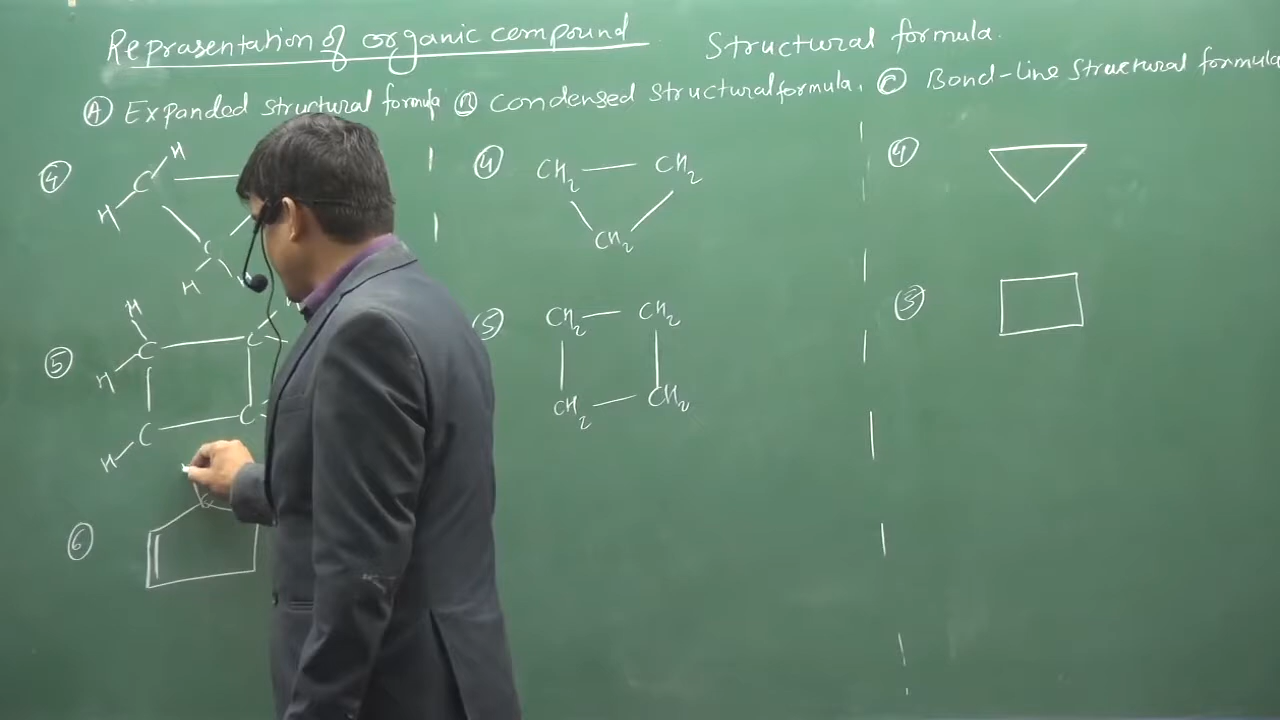 Reprasentation of organic compound Structural formula.
Ⓐ Expanded structural formula Ⓑ Condensed structural formula. Ⓒ Bond-line structural formula
④ H C H C H
④ CH₂ CH₂ CH₂
④
⑤ H C H C C C H
⑤ CH₂ CH₂ CH₂ CH₂
⑤
⑥